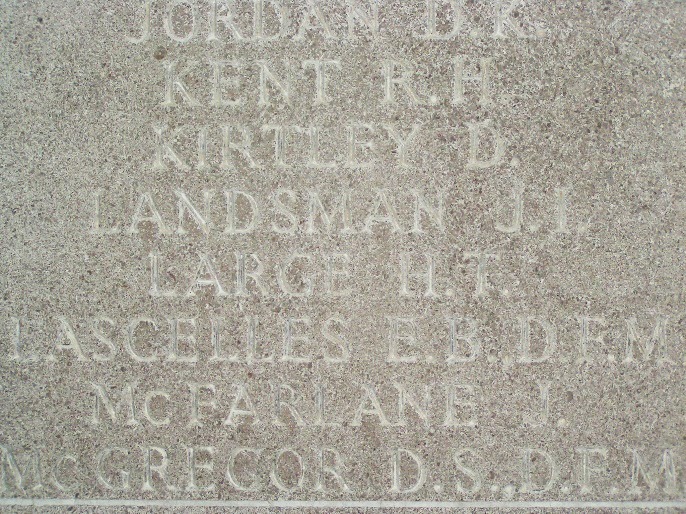 JORDAN D.K.
KENT R.H.
KIRTLEY D.
LANDSMAN J.I.
LARGE H.T.
LASCELLES E.B., D.F.M
McFARLANE J.
McGREGOR D.S., D.F.M